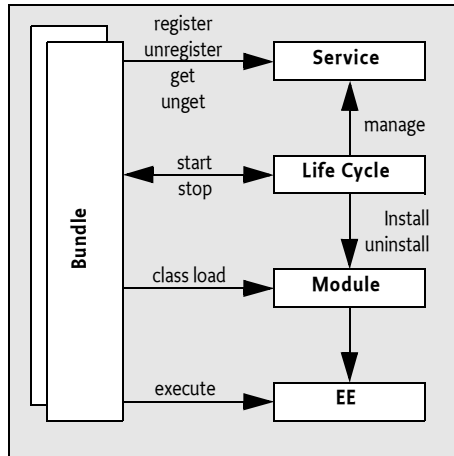 register
unregister
get
unget
Service
manage
start
stop
Life Cycle
Install
uninstall
Bundle
class load
Module
execute
EE